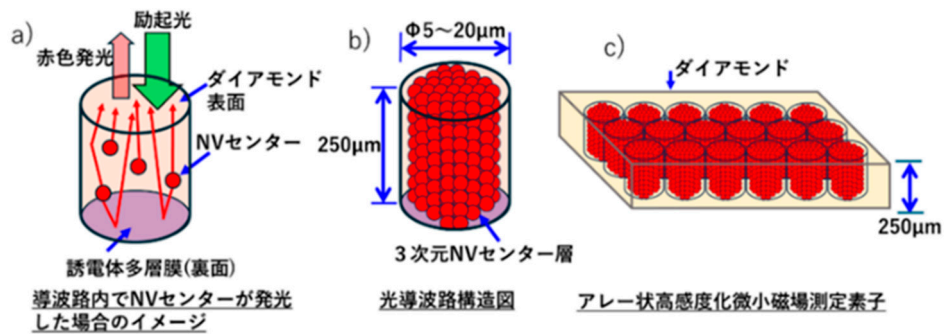 a)
励起光
赤色発光
ダイアモンド
表面
NVセンター
誘電体多層膜(裏面)
導波路内でNVセンターが発光
した場合のイメージ
b)
Φ5～20μm
250μm
３次元NVセンター層
光導波路構造図
c)
ダイアモンド
250μm
アレー状高感度化微小磁場測定素子